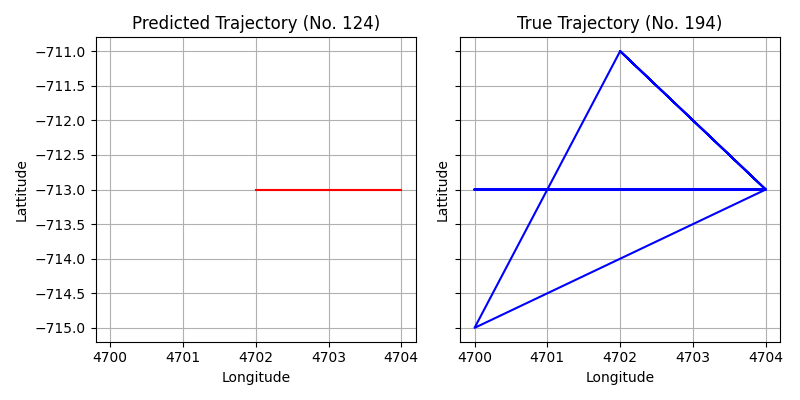 Predicted Trajectory (No. 124)
Lattitude
−711.0
−711.5
−712.0
−712.5
−713.0
−713.5
−714.0
−714.5
−715.0
4700 4701 4702 4703 4704
Longitude
True Trajectory (No. 194)
Lattitude
4700 4701 4702 4703 4704
Longitude